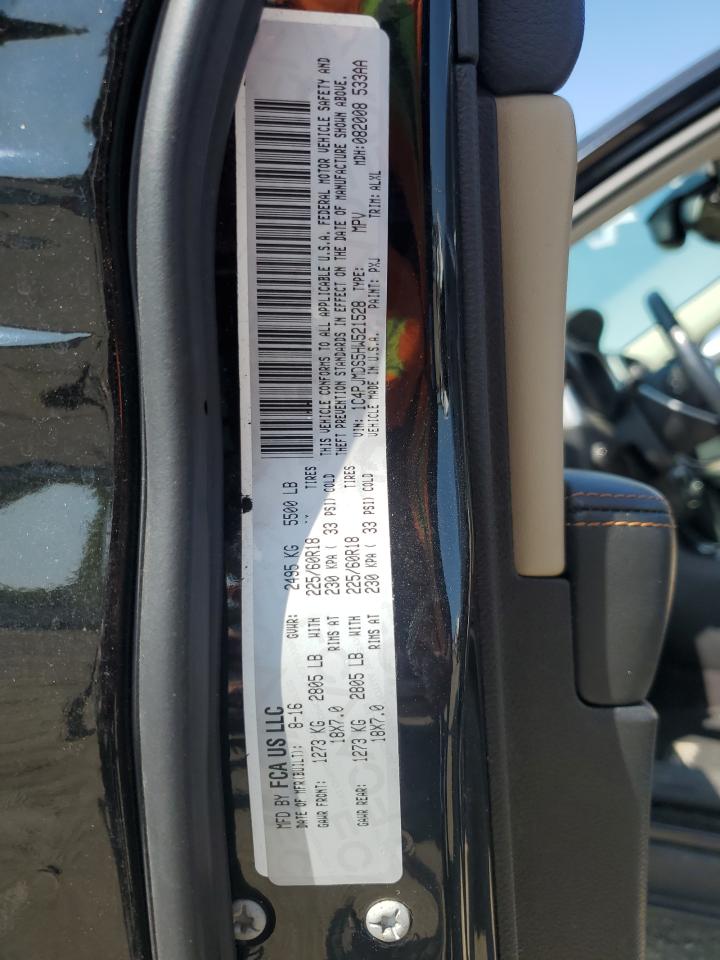 MFD BY FCA US LLC
DATE OF MFR(BUILT): 8-16 GVWR: 2495 KG 5500 LB
GAWR FRONT: 1273 KG 2805 LB WITH 225/60R18 TIRES
18X7.0 RIMS AT 230 KPA( 33 PSI) COLD
GAWR REAR: 1273 KG 2805 LB WITH 225/60R18 TIRES
18X7.0 RIMS AT 230 KPA( 33 PSI) COLD
THIS VEHICLE CONFORMS TO ALL APPLICABLE U.S.A. FEDERAL MOTOR VEHICLE SAFETY AND
THEFT PREVENTION STANDARDS IN EFFECT ON THE DATE OF MANUFACTURE SHOWN ABOVE.
VIN: 1C4PJMDS5HW521528 TYPE: MPV MDH:082008 533AA
VEHICLE MADE IN U.S.A. PAINT: PXJ TRIM: ALXL